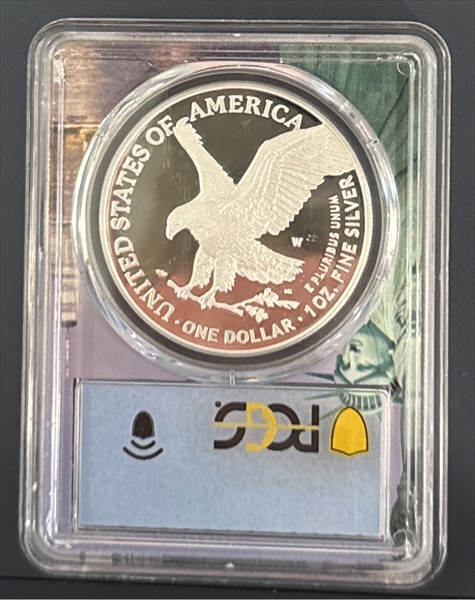 UNITED STATES OF AMERICA
W
E PLURIBUS UNUM
1 OZ. FINE SILVER
· ONE DOLLAR ·
PCGS